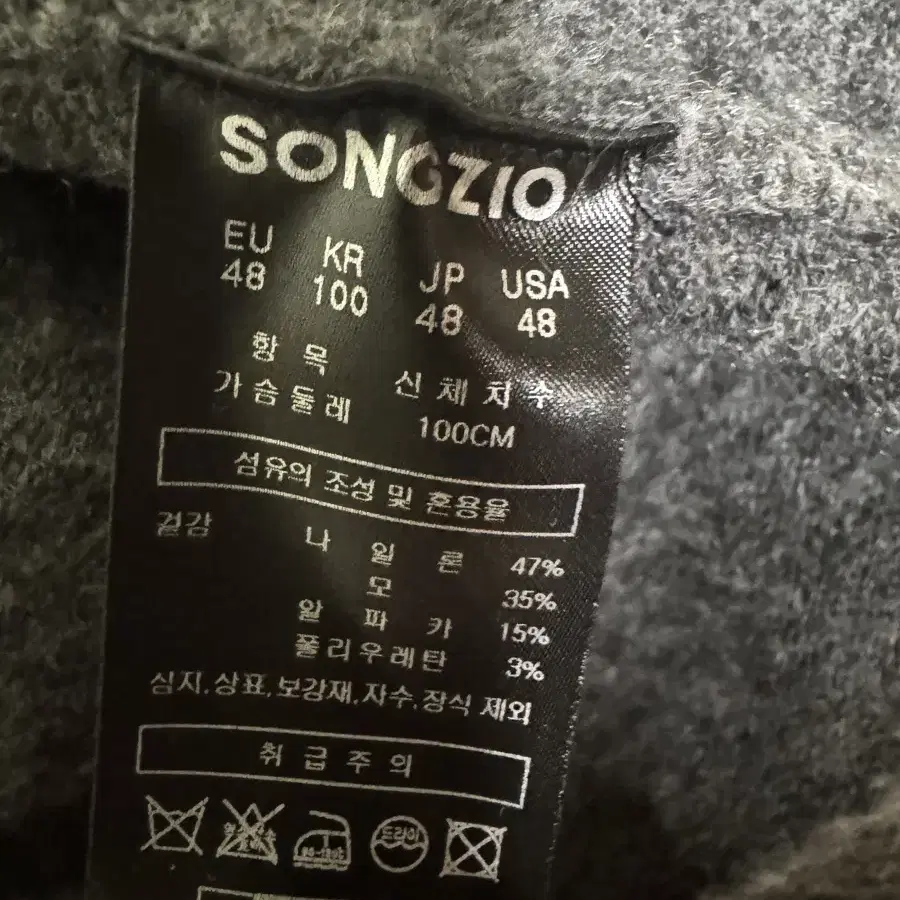 SONGZIO
EU KR JP USA
48 100 48 48
항목 신체치수
가슴둘레 100CM
섬유의 조성 및 혼용율
겉감 나일론 47%
모 35%
알파카 15%
폴리우레탄 3%
심지,상표,보강재,자수,장식 제외
취급주의
드라이